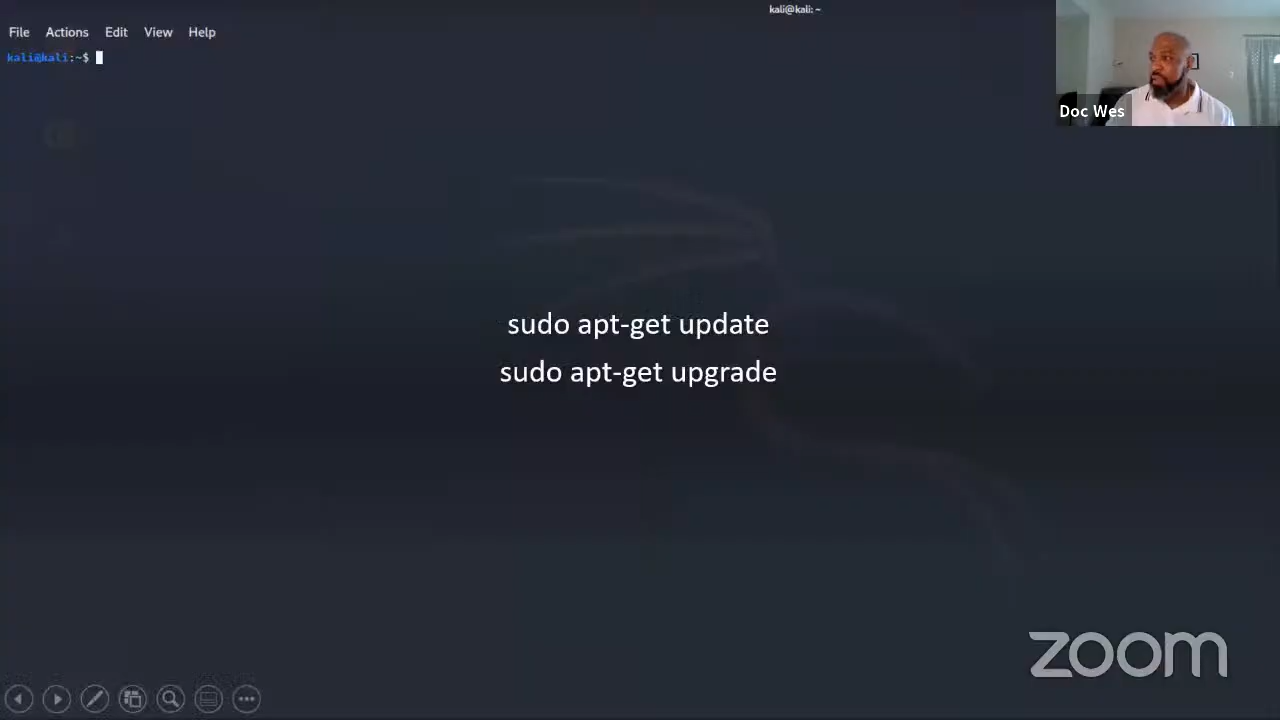 kali@kali: ~
File Actions Edit View Help
kali@kali:~$
Doc Wes
sudo apt-get update
sudo apt-get upgrade
zoom